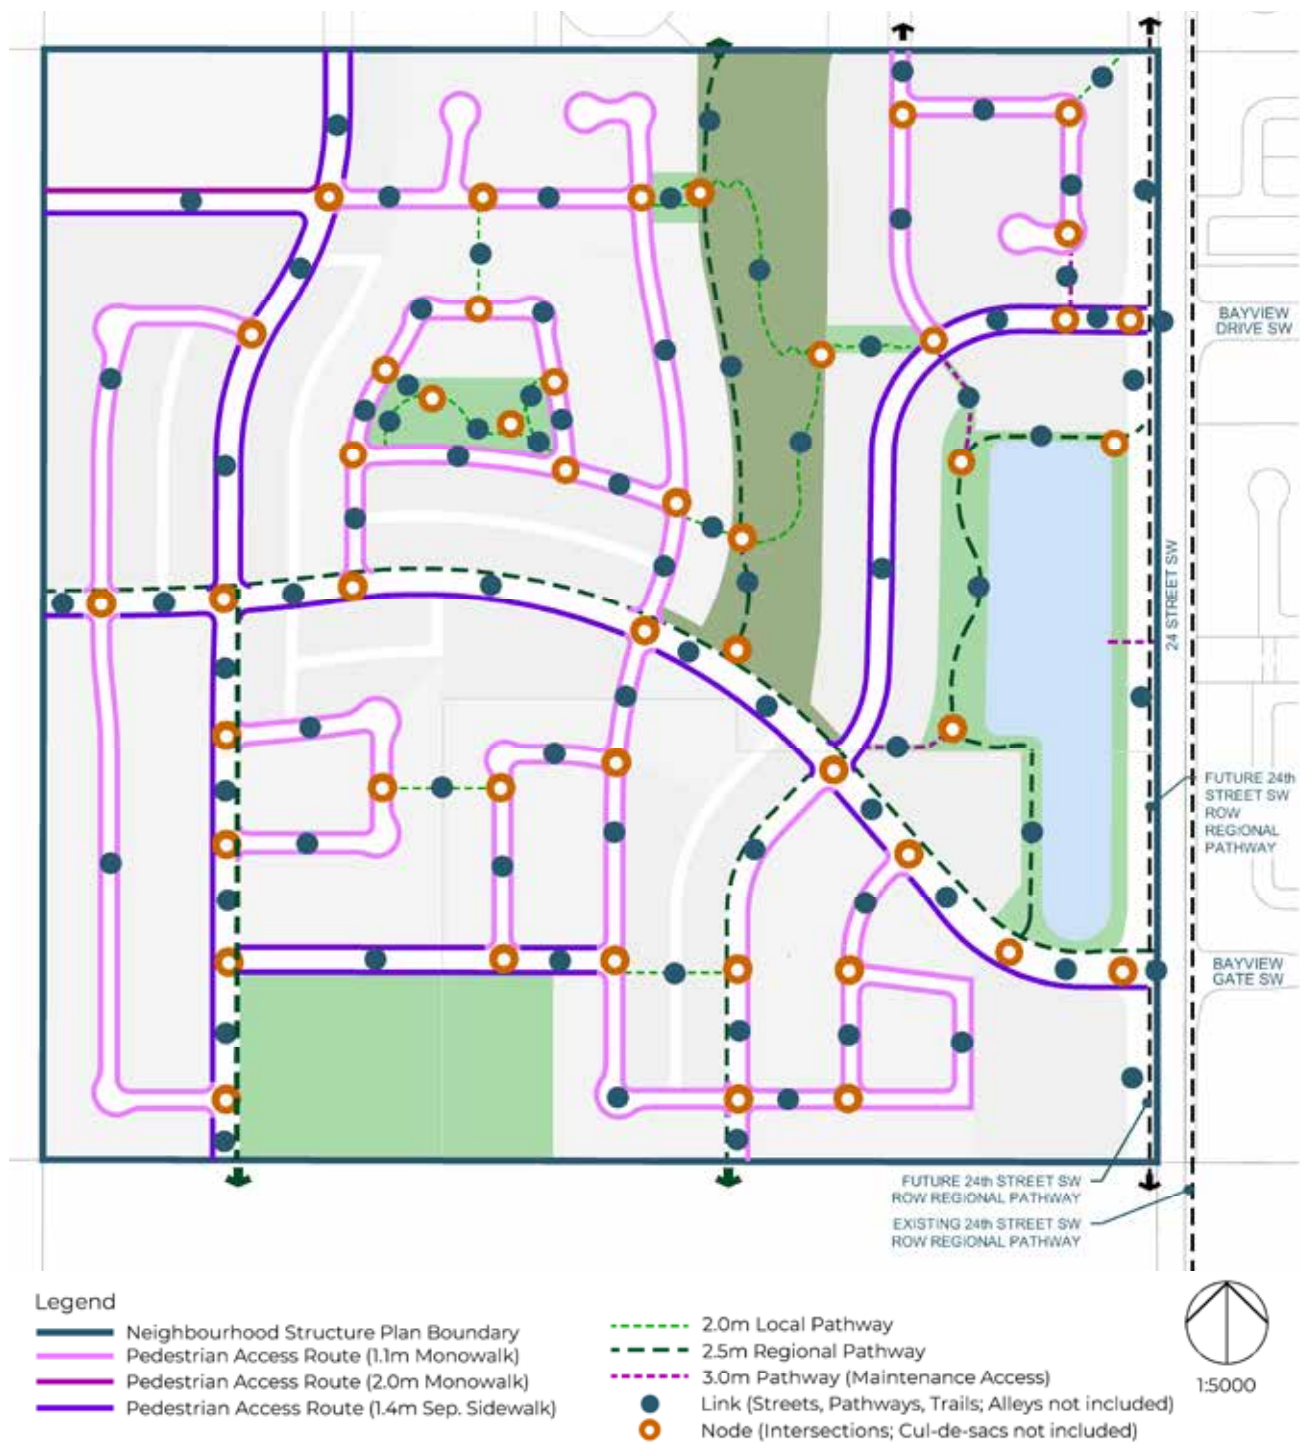 BAYVIEW
DRIVE SW
24 STREET SW
FUTURE 24th
STREET SW
ROW
REGIONAL
PATHWAY
BAYVIEW
GATE SW
FUTURE 24th STREET SW
ROW REGIONAL PATHWAY
EXISTING 24th STREET SW
ROW REGIONAL PATHWAY
Legend
Neighbourhood Structure Plan Boundary
Pedestrian Access Route (1.1m Monowalk)
Pedestrian Access Route (2.0m Monowalk)
Pedestrian Access Route (1.4m Sep. Sidewalk)
2.0m Local Pathway
2.5m Regional Pathway
3.0m Pathway (Maintenance Access)
Link (Streets, Pathways, Trails; Alleys not included)
Node (Intersections; Cul-de-sacs not included)
1:5000